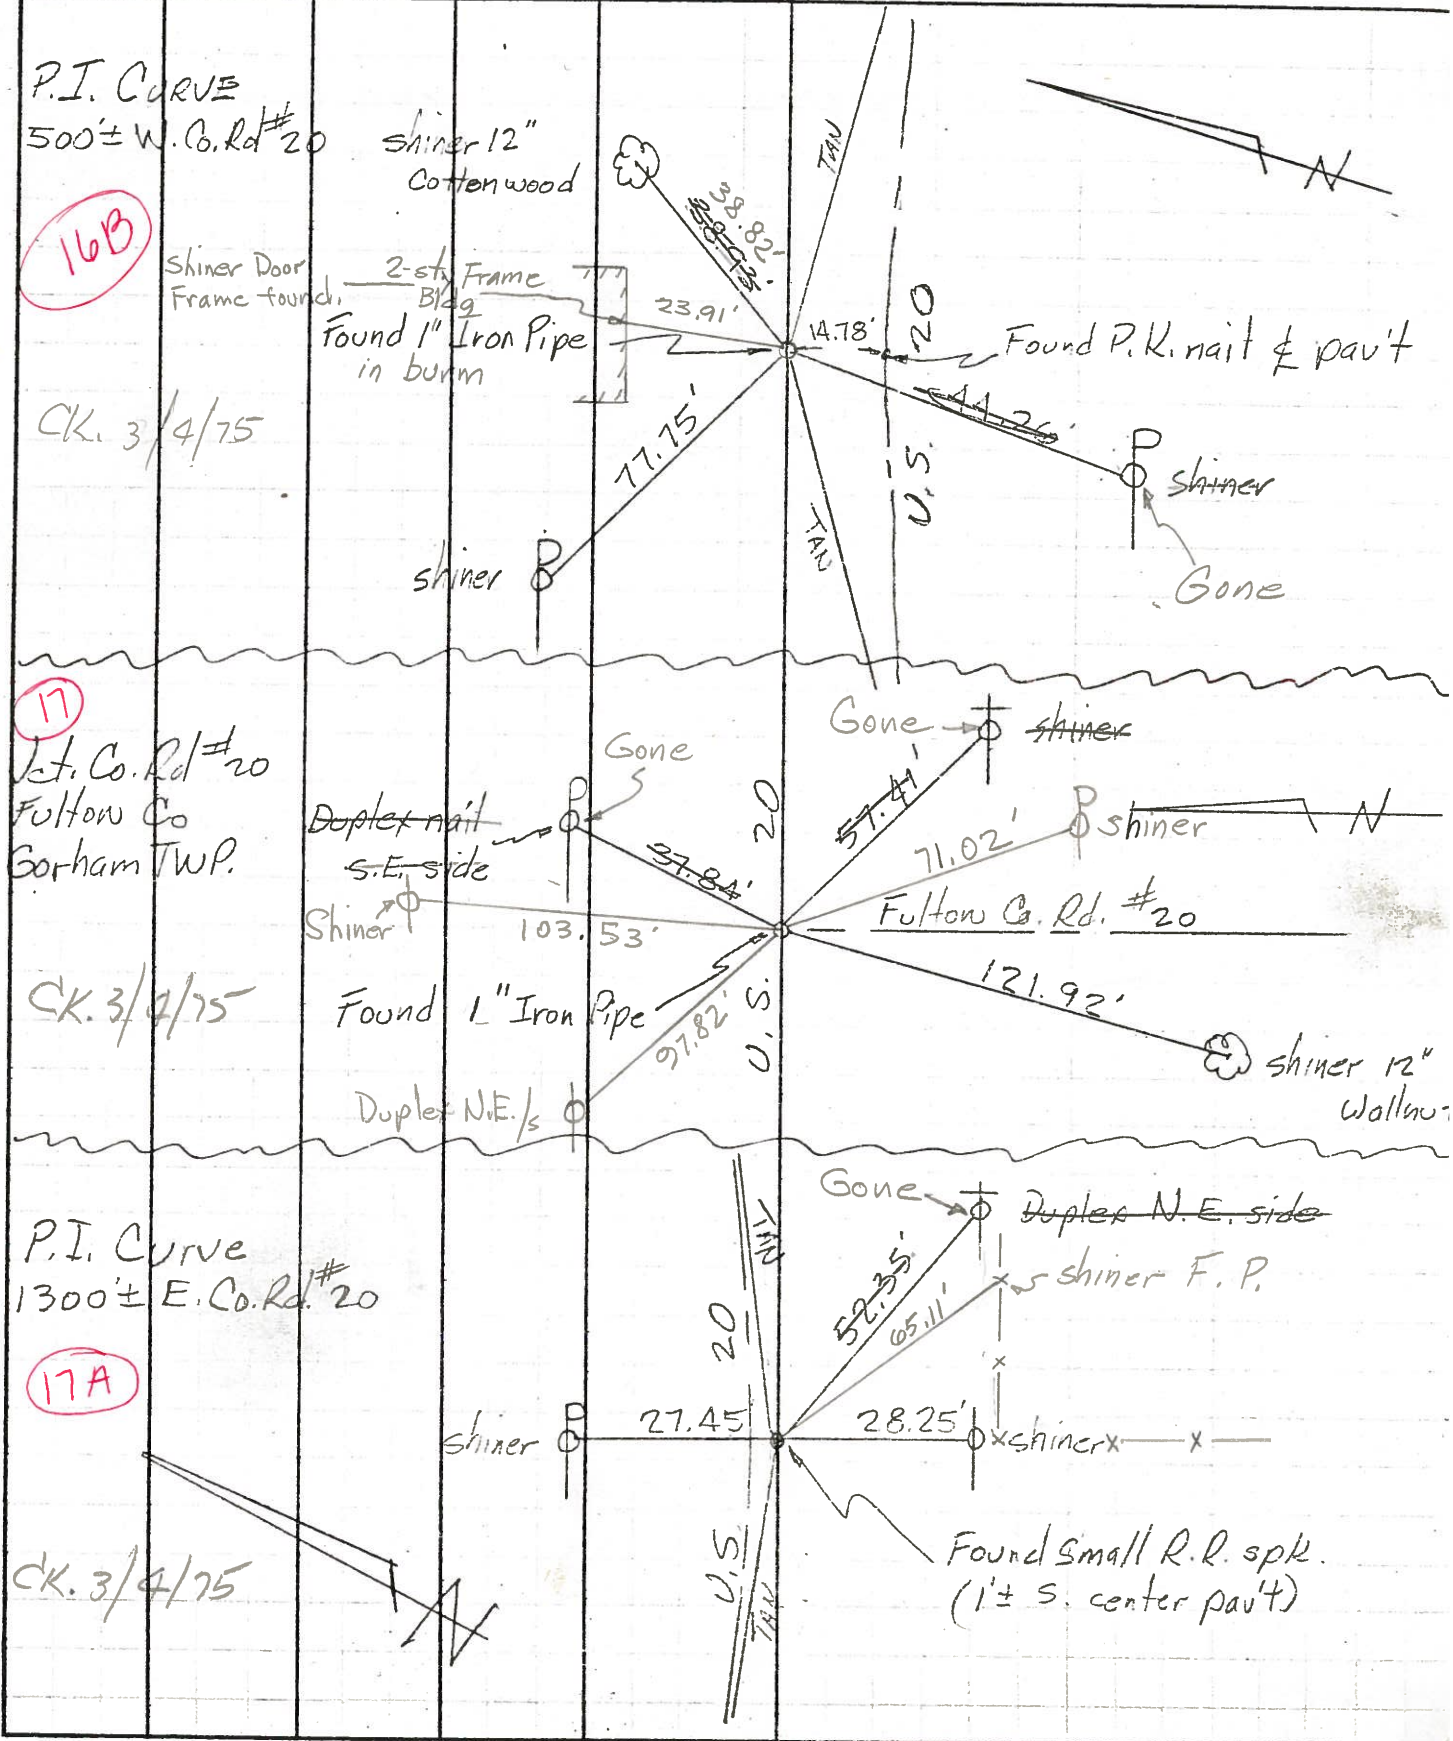 P.I. CURVE
500'± W. Co. Rd #20
16B
shiner 12"
Cottonwood
38.82'
TAN
N
Shiner Door
Frame found.
2-sty Frame
Bldg
23.91'
Found 1" Iron Pipe
in burm
14.78'
U.S. 20
Found P.K. nail ℄ pav't
CK. 3/4/75
77.75'
44.26'
shiner
Gone
TAN
shiner
17
Jct. Co. Rd #20
Fulton Co
Gorham TWP.
Gone
Duplex nail
S.E. side
37.84'
Gone
shiner
57.41'
71.02'
shiner
N
Shiner
103.53'
U.S. 20
Fulton Co. Rd. #20
CK. 3/4/75
Found 1" Iron Pipe
97.82'
121.92'
shiner 12"
Duplex N.E./s
P.I. Curve
1300'± E. Co. Rd. #20
17A
TAN
Gone
Duplex N.E. side
shiner F.P.
52.35'
65.11'
U.S. 20
shiner
27.45
28.25'
shiner
N
TAN
Found Small R.R. spk.
(1'± S. center pav't)
CK. 3/4/75